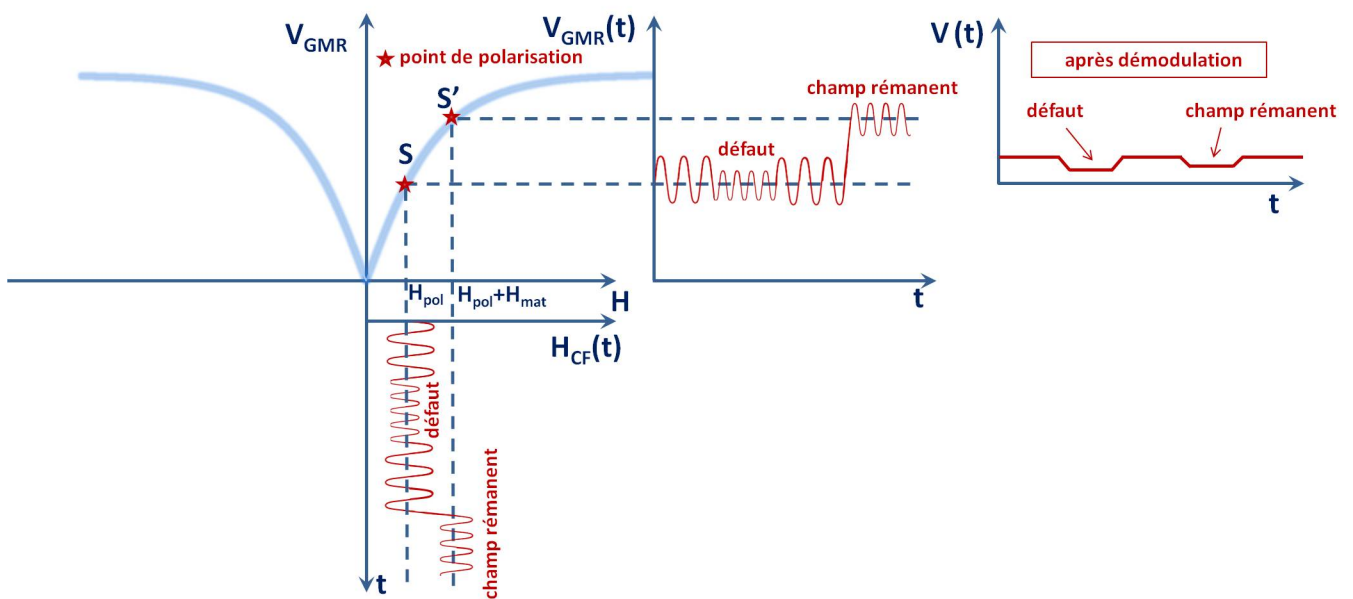 V_GMR
point de polarisation
S'
S
H_pol
H_pol+H_mat
H
H_CF(t)
défaut
champ rémanent
t
V_GMR(t)
champ rémanent
défaut
t
V(t)
après démodulation
défaut
champ rémanent
t